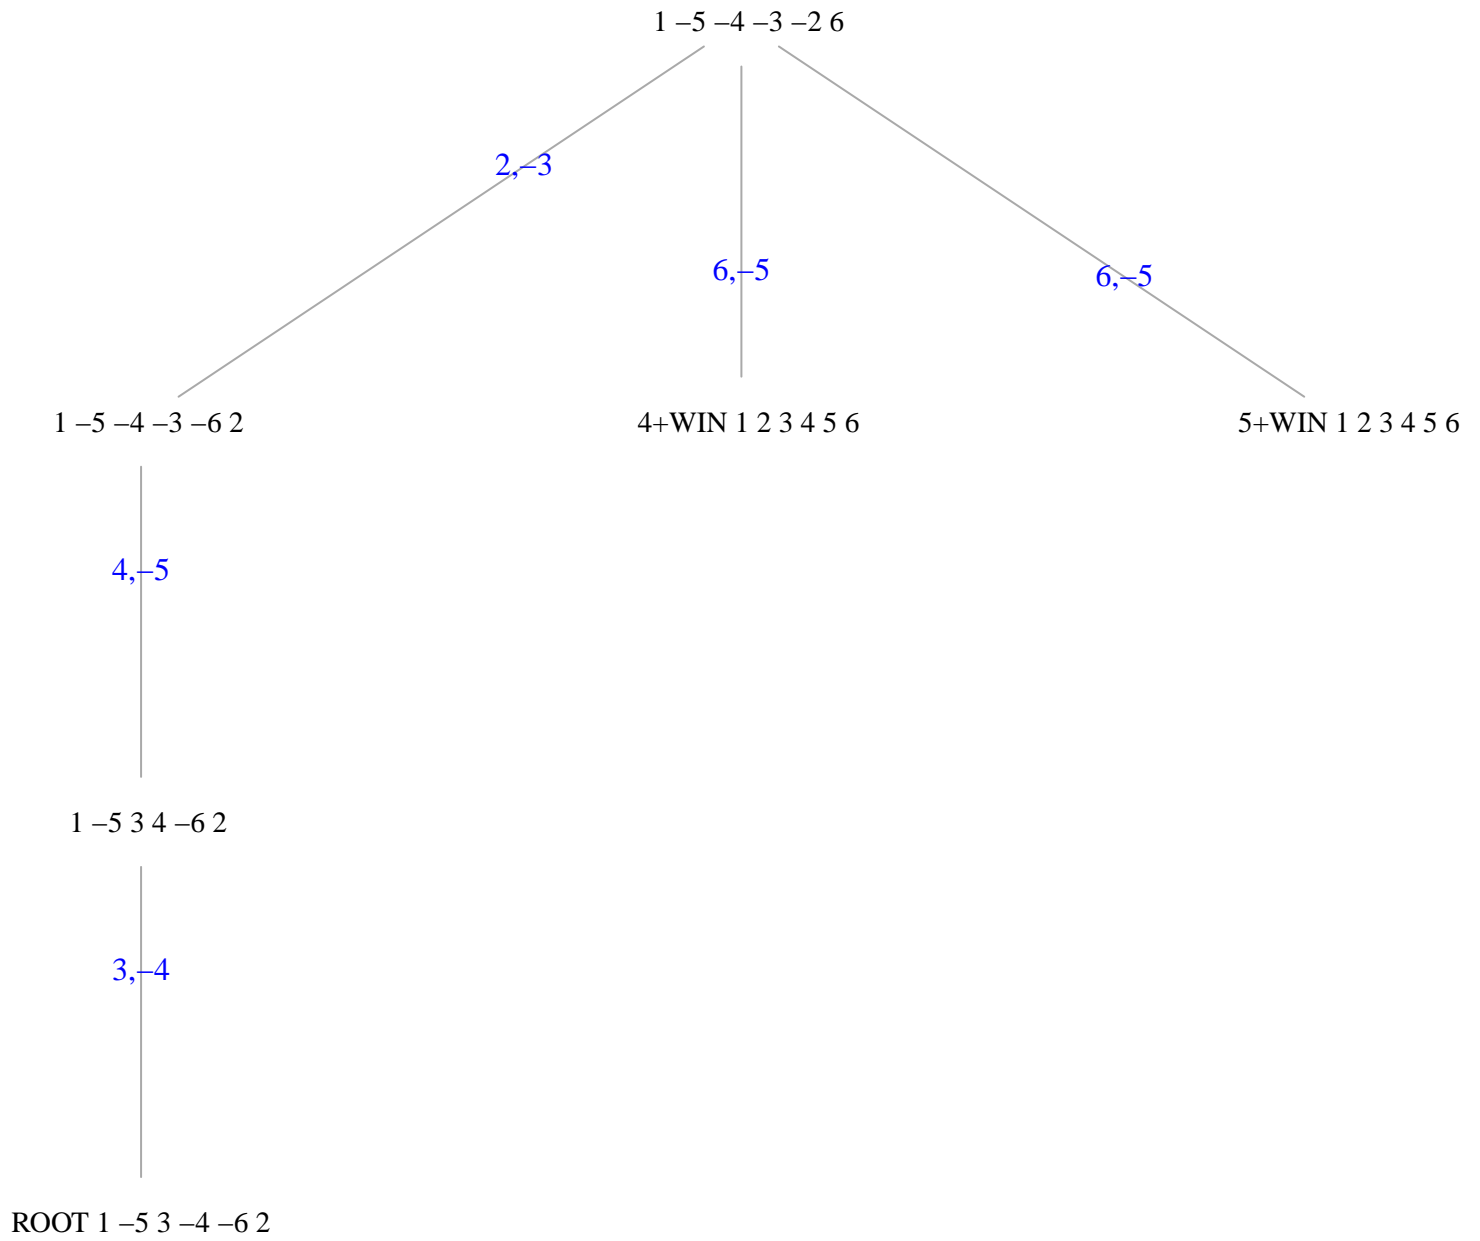 1 –5 –4 –3 –2 6
2,–3
6,–5
6,–5
1 –5 –4 –3 –6 2
4+WIN 1 2 3 4 5 6
5+WIN 1 2 3 4 5 6
4,–5
1 –5 3 4 –6 2
3,–4
ROOT 1 –5 3 –4 –6 2